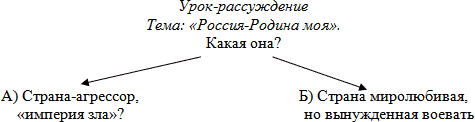 Урок-рассуждение
Тема: «Россия-Родина моя».
Какая она?
А) Страна-агрессор,
«империя зла»?
Б) Страна миролюбивая,
но вынужденная воевать